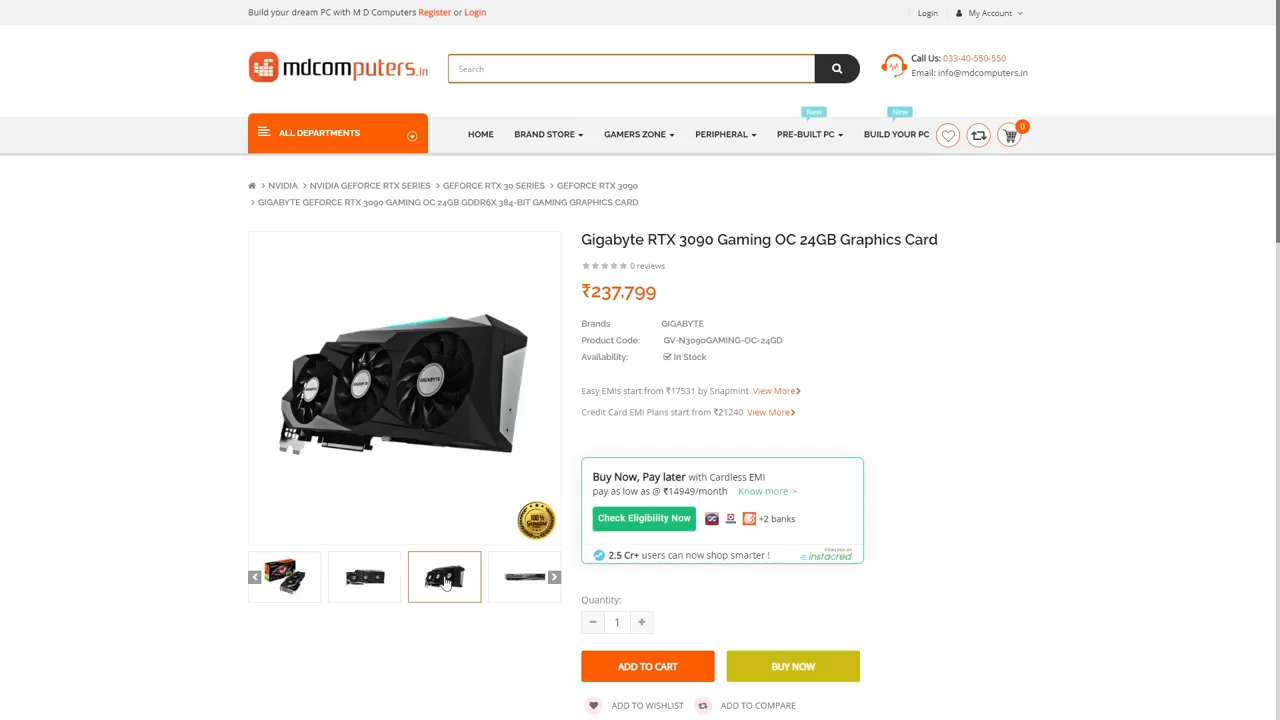 Build your dream PC with M D Computers Register or Login
Login
My Account
mdcomputers.in
Search
Call Us: 033-40-550-550
Email: info@mdcomputers.in
ALL DEPARTMENTS
HOME
BRAND STORE
GAMERS ZONE
PERIPHERAL
New
PRE-BUILT PC
New
BUILD YOUR PC
0
NVIDIA > NVIDIA GEFORCE RTX SERIES > GEFORCE RTX 30 SERIES > GEFORCE RTX 3090
> GIGABYTE GEFORCE RTX 3090 GAMING OC 24GB GDDR6X 384-BIT GAMING GRAPHICS CARD
GIGABYTE
GIGABYTE
GIGABYTE
100%
Genuine
Gigabyte RTX 3090 Gaming OC 24GB Graphics Card
0 reviews
₹237,799
Brands GIGABYTE
Product Code: GV-N3090GAMING-OC-24GD
Availability: In Stock
Easy EMIs start from ₹17531 by Snapmint View More
Credit Card EMI Plans start from ₹21240 View More
Buy Now, Pay later with Cardless EMI
pay as low as @ ₹14949/month Know more >
Check Eligibility Now
+2 banks
2.5 Cr+ users can now shop smarter !
POWERED BY
instacred
Quantity:
1
ADD TO CART
BUY NOW
ADD TO WISHLIST
ADD TO COMPARE